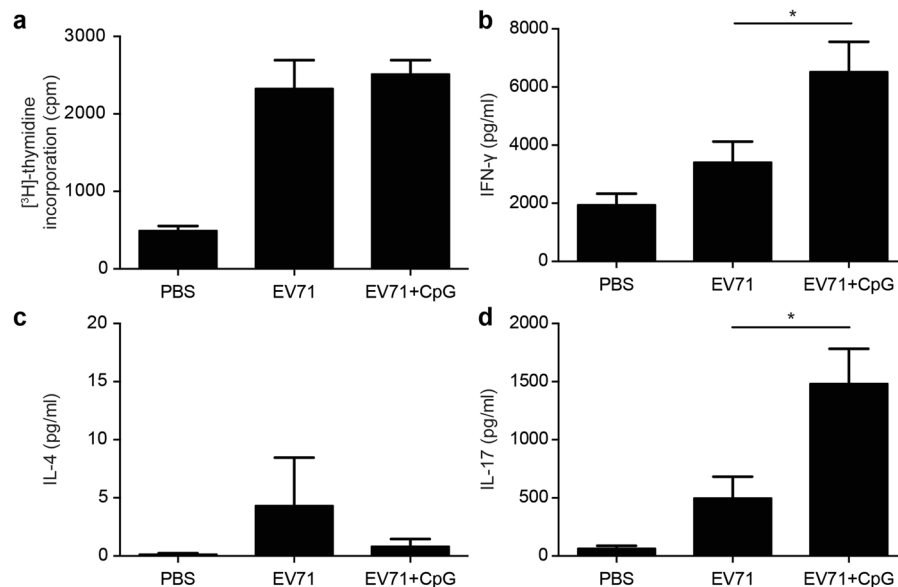 a
3000
2000
1000
0
[³H]-thymidine
incorporation (cpm)
PBS EV71 EV71+CpG
b
*
8000
6000
4000
2000
0
IFN-γ (pg/ml)
PBS EV71 EV71+CpG
c
20
15
10
5
0
IL-4 (pg/ml)
PBS EV71 EV71+CpG
d
*
2000
1500
1000
500
0
IL-17 (pg/ml)
PBS EV71 EV71+CpG